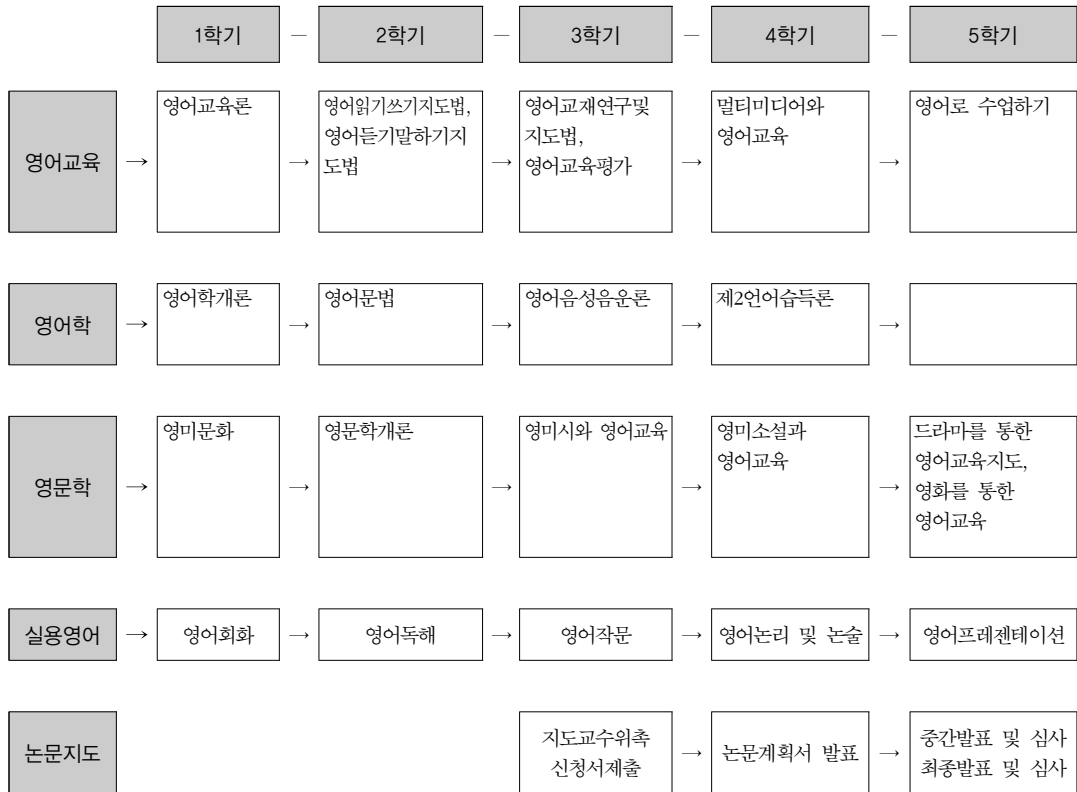 1학기 – 2학기 – 3학기 – 4학기 – 5학기
영어교육 →
영어교육론
→
영어읽기쓰기지도법,
영어듣기말하기지
도법
→
영어교재연구및
지도법,
영어교육평가
→
멀티미디어와
영어교육
→
영어로 수업하기
영어학 →
영어학개론
→
영어문법
→
영어음성음운론
→
제2언어습득론
→
영문학 →
영미문화
→
영문학개론
→
영미시와 영어교육
→
영미소설과
영어교육
→
드라마를 통한
영어교육지도,
영화를 통한
영어교육
실용영어 → 영어회화 → 영어독해 → 영어작문 → 영어논리 및 논술 → 영어프레젠테이션
논문지도
지도교수위촉
신청서제출
→
논문계획서 발표
→
중간발표 및 심사
최종발표 및 심사